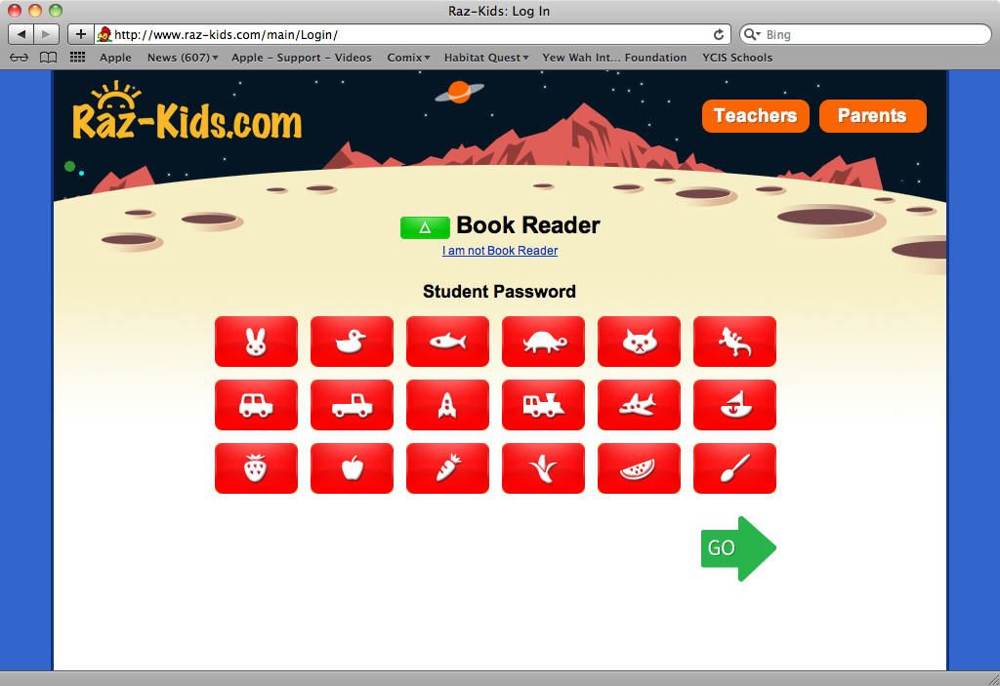 Raz-Kids: Log In
http://www.raz-kids.com/main/Login/
Bing
Apple News (607) Apple - Support - Videos Comix Habitat Quest Yew Wah Int... Foundation YCIS Schools
Raz-Kids.com
Teachers Parents
Book Reader
I am not Book Reader
Student Password
GO